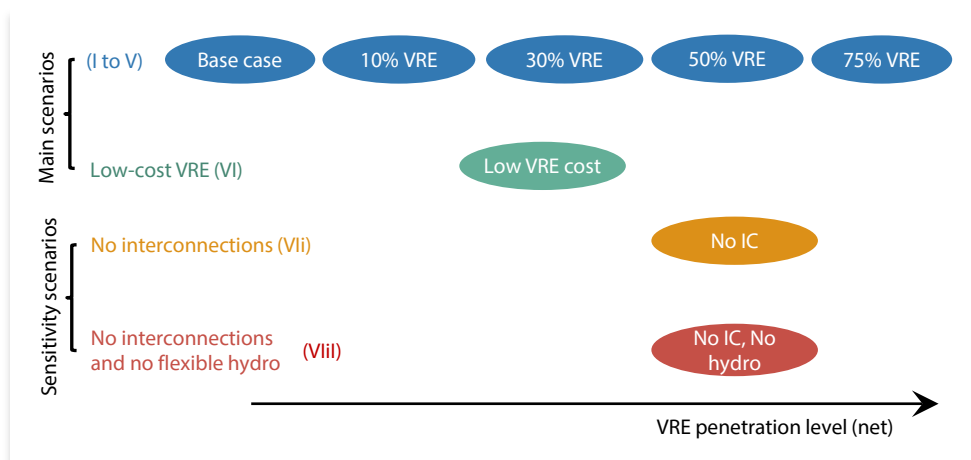 Main scenarios
(I to V)
Base case
10% VRE
30% VRE
50% VRE
75% VRE
Low-cost VRE (VI)
Low VRE cost
Sensitivity scenarios
No interconnections (VIi)
No IC
No interconnections
and no flexible hydro
(VIiI)
No IC, No
hydro
VRE penetration level (net)